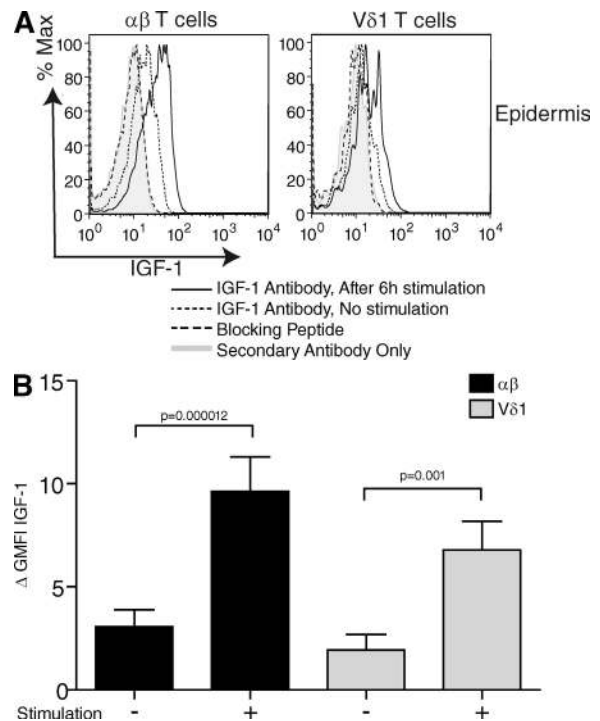 A
αβ T cells
Vδ1 T cells
% Max
100
80
60
40
20
0
10⁰ 10¹ 10² 10³ 10⁴
100
80
60
40
20
0
10⁰ 10¹ 10² 10³ 10⁴
Epidermis
IGF-1
IGF-1 Antibody, After 6h stimulation
IGF-1 Antibody, No stimulation
Blocking Peptide
Secondary Antibody Only
B
αβ
Vδ1
Δ GMFI IGF-1
15
10
5
0
p=0.000012
p=0.001
Stimulation - + - +